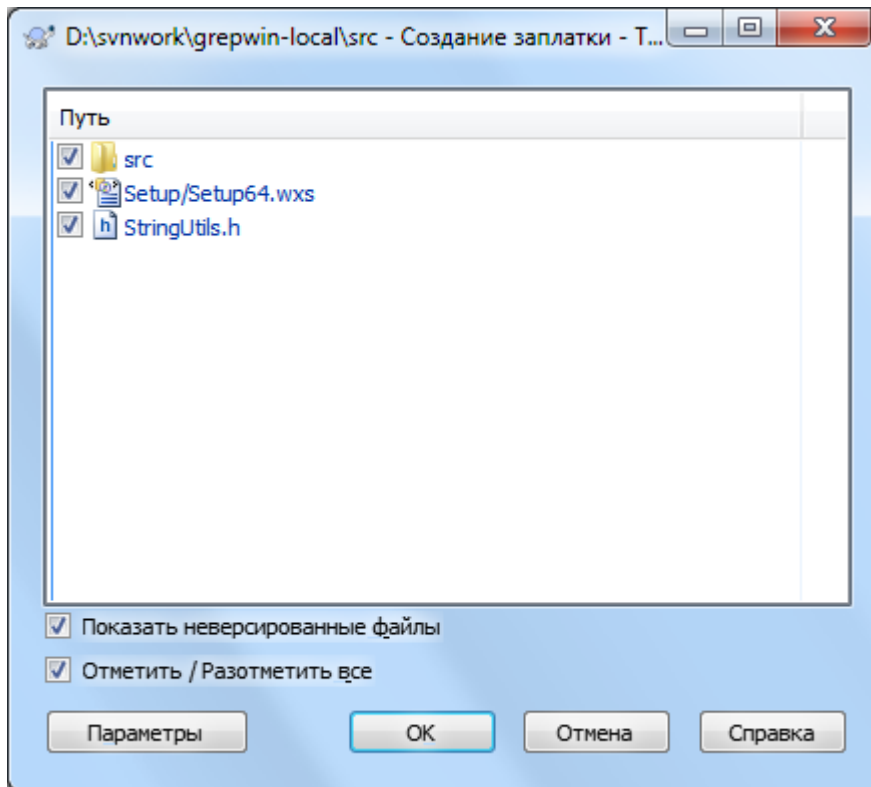 D:\svnwork\grepwin-local\src - Создание заплатки - T...
Путь
src
Setup/Setup64.wxs
StringUtils.h
Показать неверсированные файлы
Отметить / Разотметить все
Параметры OK Отмена Справка